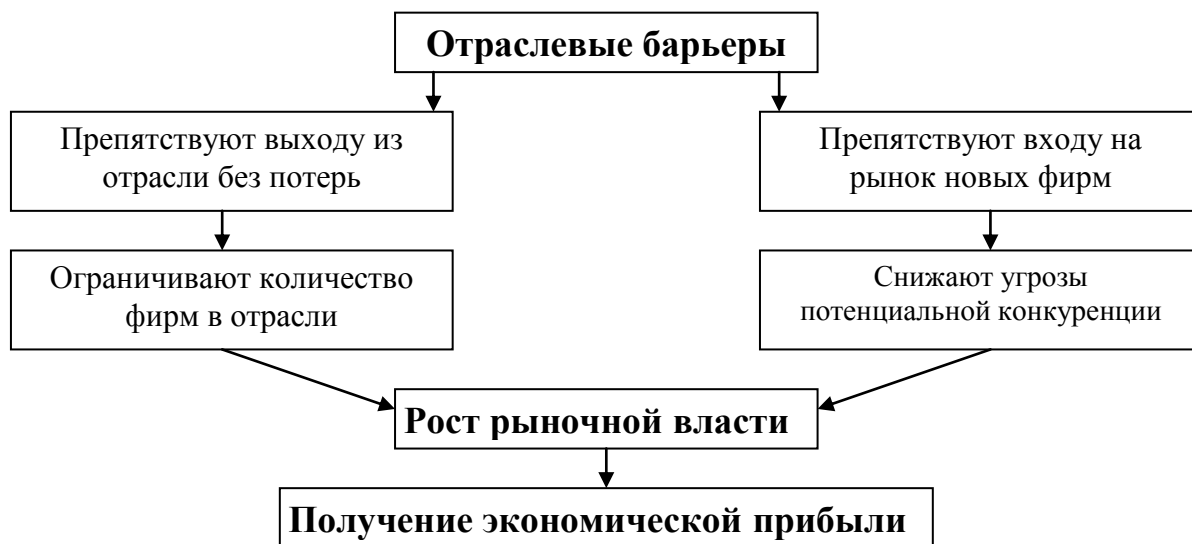 Отраслевые барьеры
Препятствуют выходу из
отрасли без потерь
Препятствуют входу на
рынок новых фирм
Ограничивают количество
фирм в отрасли
Снижают угрозы
потенциальной конкуренции
Рост рыночной власти
Получение экономической прибыли